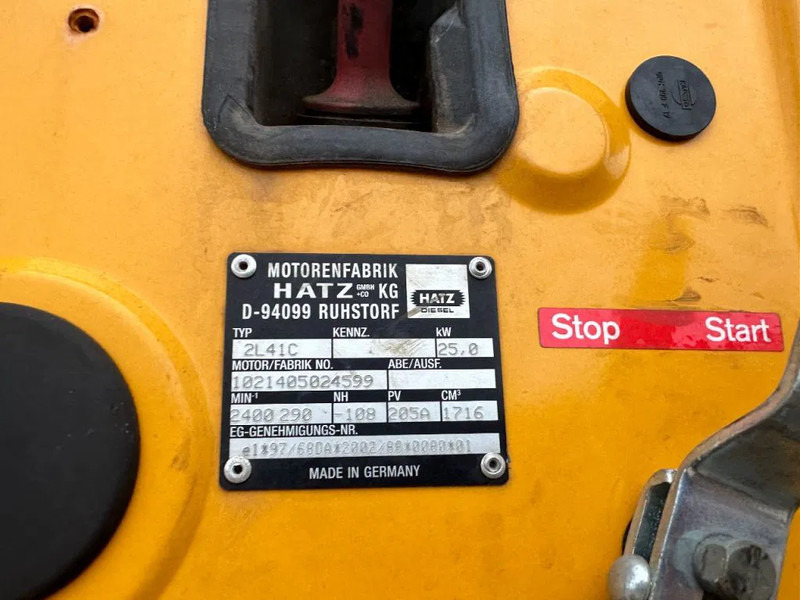 MOTORENFABRIK
HATZ GMBH +CO KG
D-94099 RUHSTORF
HATZ
DIESEL
TYP KENNZ. kW
2L41C 25,0
MOTOR/FABRIK NO. ABE/AUSF.
1021405024599
MIN-¹ NH PV CM³
2400 290 -108 205A 1716
EG-GENEHMIGUNGS-NR.
e1*97/68DA*2002/88*0080*01
MADE IN GERMANY
Stop Start